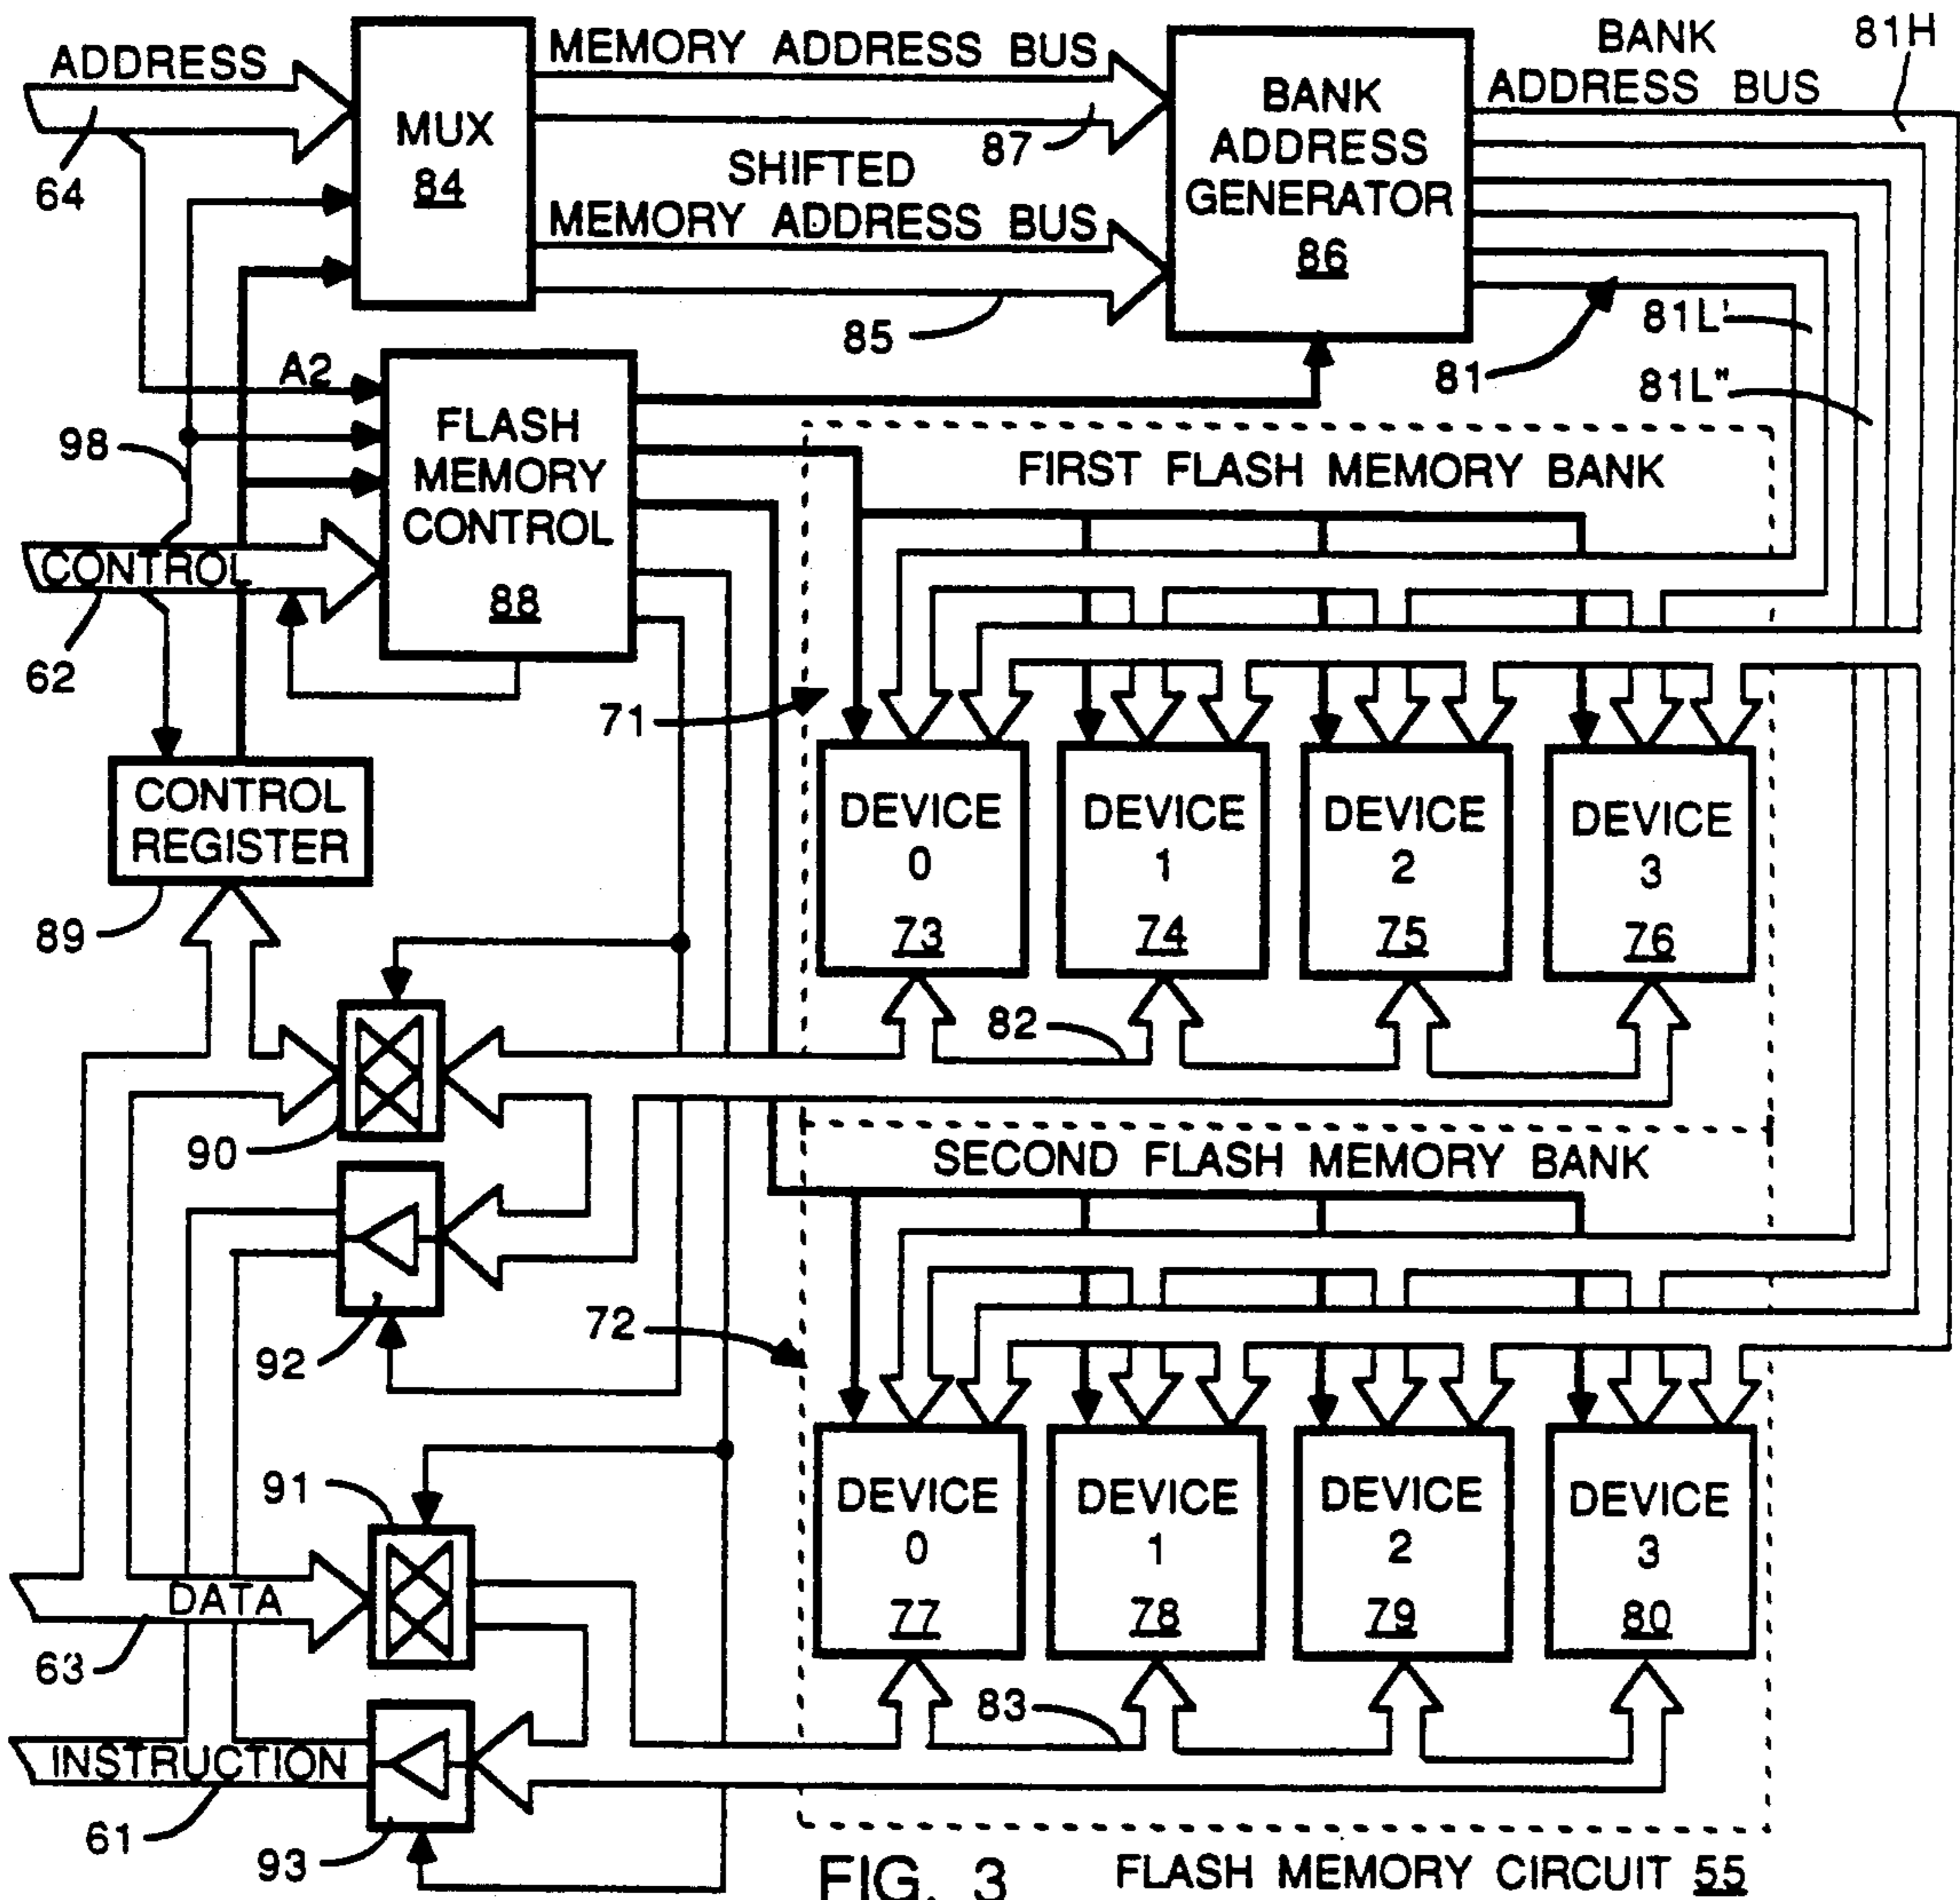 ADDRESS
64
MUX
84
MEMORY ADDRESS BUS
87
SHIFTED
MEMORY ADDRESS BUS
85
BANK
ADDRESS
GENERATOR
86
BANK
ADDRESS BUS
81H
81
81L'
81L"
A2
98
CONTROL
62
FLASH
MEMORY
CONTROL
88
FIRST FLASH MEMORY BANK
71
CONTROL
REGISTER
89
DEVICE
0
73
DEVICE
1
74
DEVICE
2
75
DEVICE
3
76
82
90
SECOND FLASH MEMORY BANK
92
72
91
DEVICE
0
77
DEVICE
1
78
DEVICE
2
79
DEVICE
3
80
DATA
63
83
INSTRUCTION
61
93
FIG. 3
FLASH MEMORY CIRCUIT 55